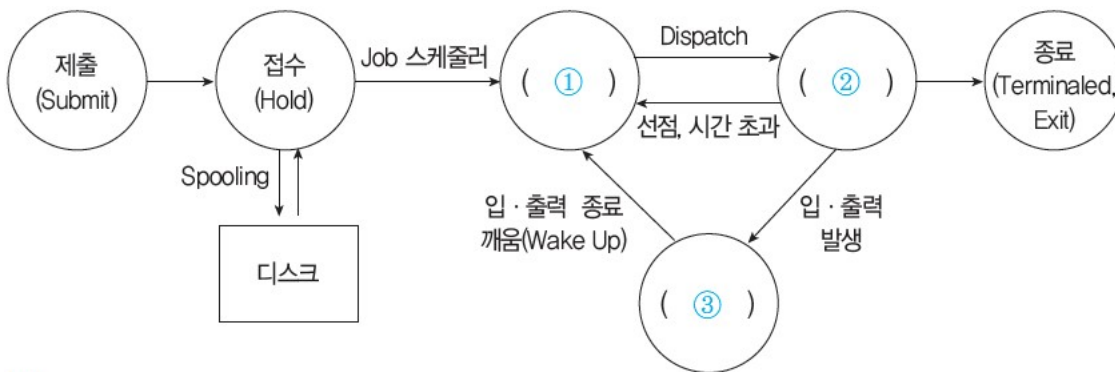 제출
(Submit)
접수
(Hold)
Job 스케줄러
( ① )
Dispatch
선점, 시간 초과
( ② )
종료
(Terminaled,
Exit)
Spooling
디스크
입·출력 종료
깨움(Wake Up)
입·출력
발생
( ③ )